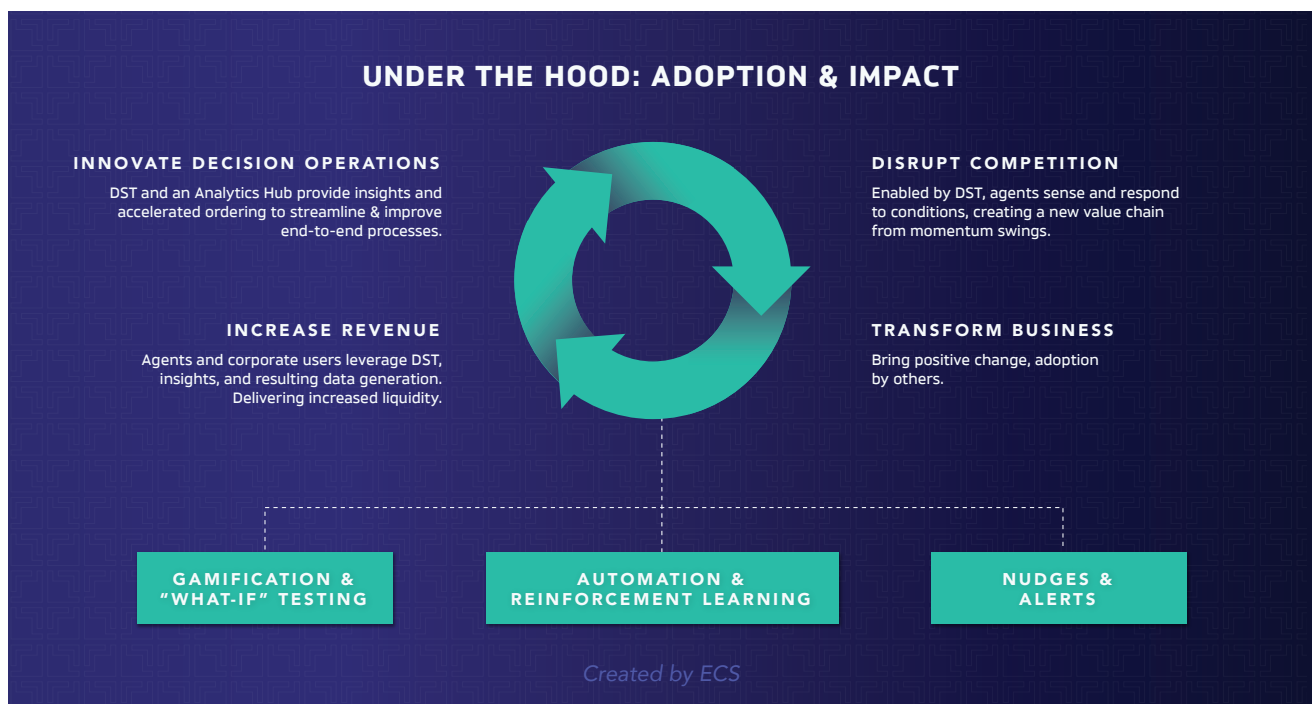 UNDER THE HOOD: ADOPTION & IMPACT
INNOVATE DECISION OPERATIONS
DST and an Analytics Hub provide insights and
accelerated ordering to streamline & improve
end-to-end processes.
DISRUPT COMPETITION
Enabled by DST, agents sense and respond
to conditions, creating a new value chain
from momentum swings.
INCREASE REVENUE
Agents and corporate users leverage DST,
insights, and resulting data generation.
Delivering increased liquidity.
TRANSFORM BUSINESS
Bring positive change, adoption
by others.
GAMIFICATION &
"WHAT-IF" TESTING
AUTOMATION &
REINFORCEMENT LEARNING
NUDGES &
ALERTS
Created by ECS